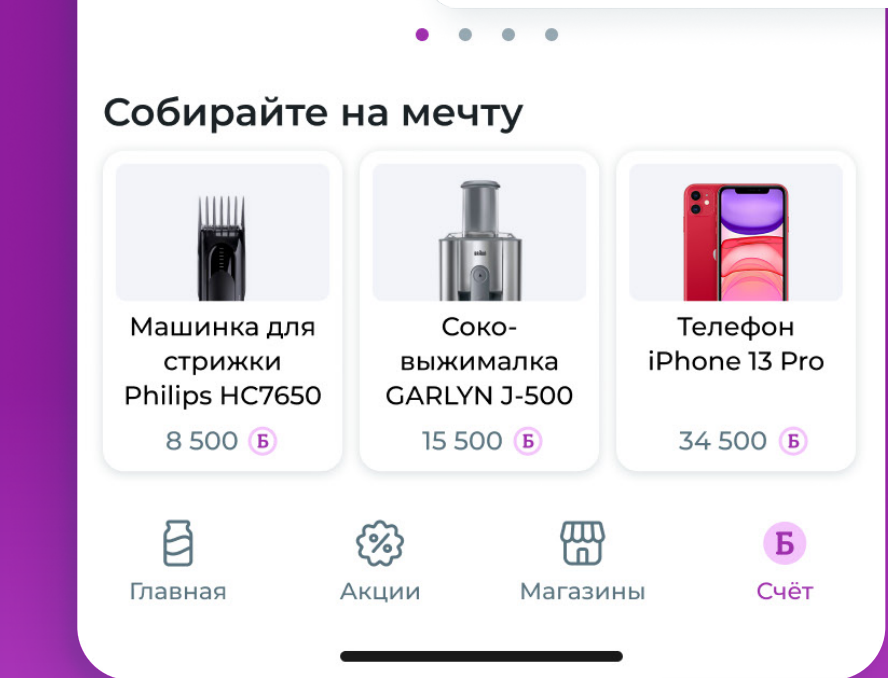 Собирайте на мечту
Машинка для
стрижки
Philips HC7650
8 500 Б
Соко-
выжималка
GARLYN J-500
15 500 Б
Телефон
iPhone 13 Pro
34 500 Б
Главная
Акции
Магазины
Б
Счёт